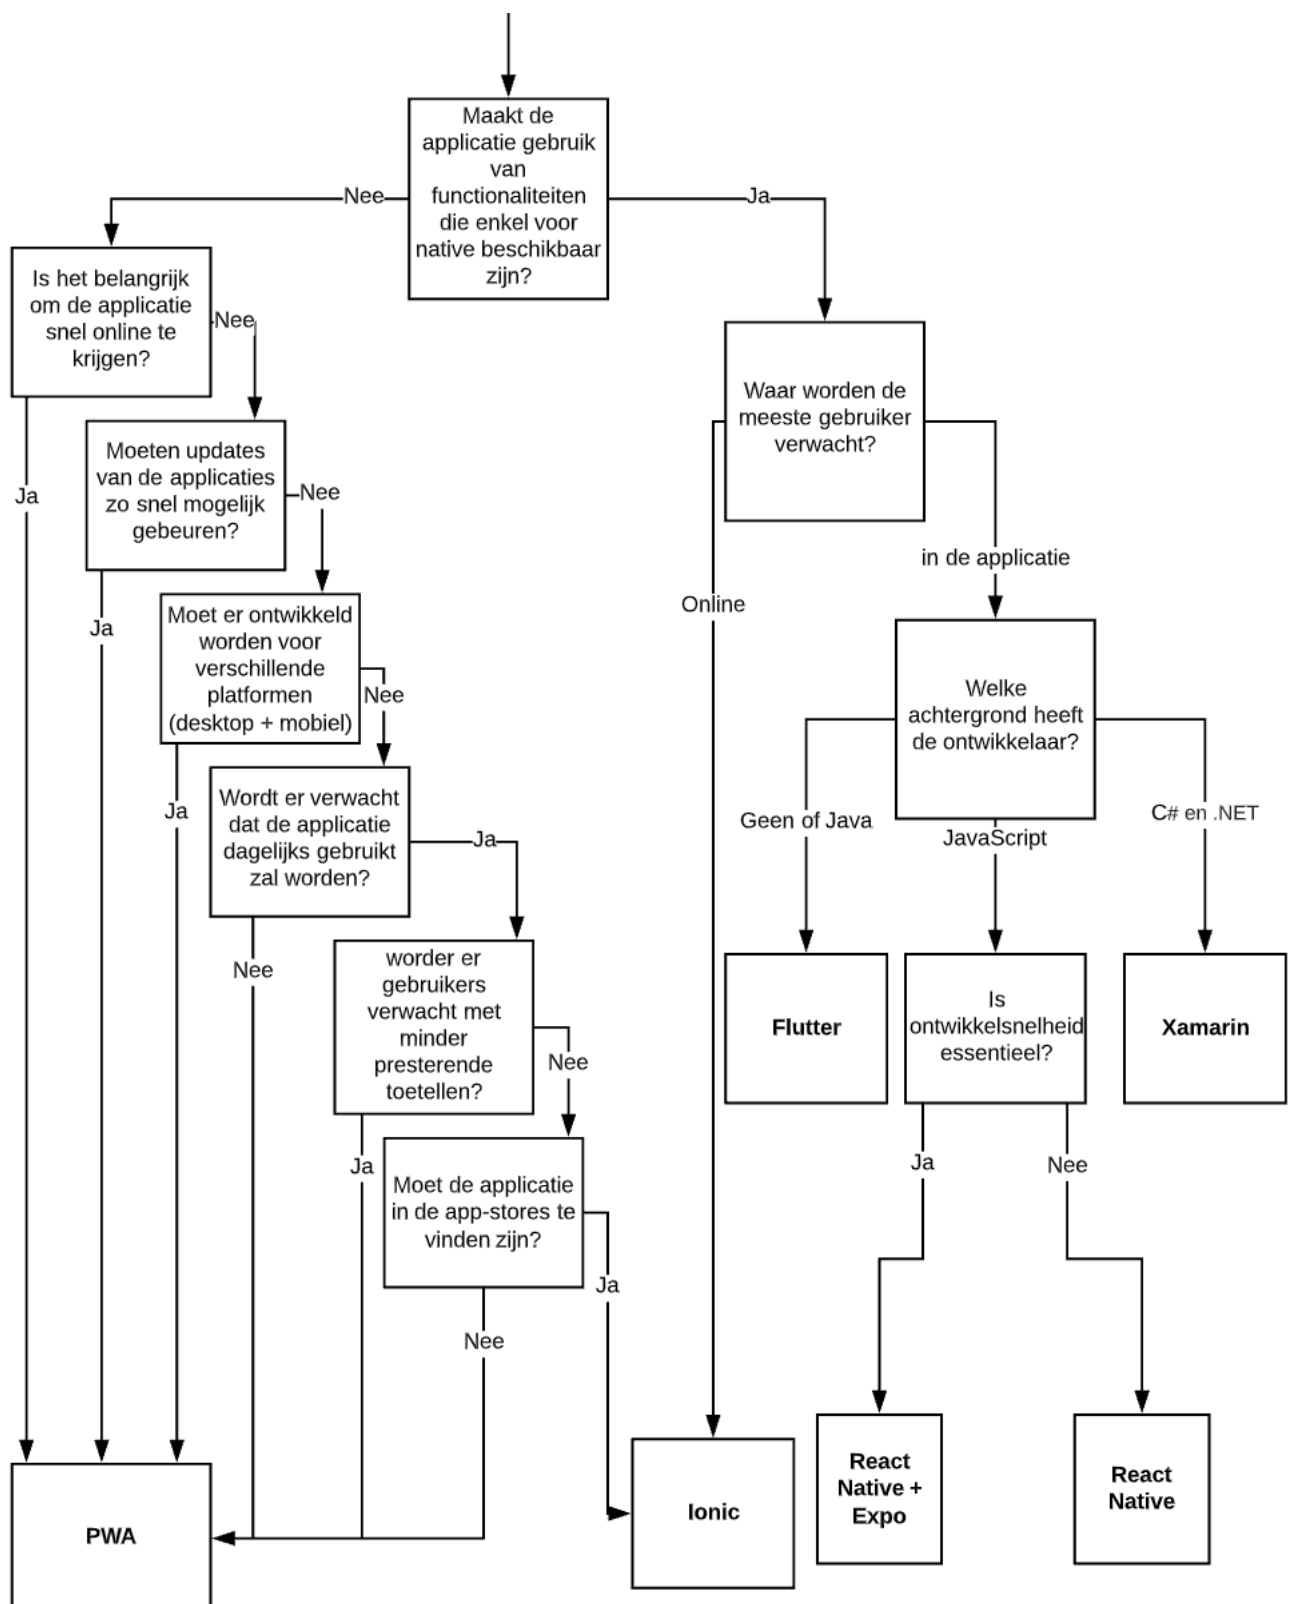 Maakt de
applicatie gebruik
van
functionaliteiten
die enkel voor
native beschikbaar
zijn?
Nee
Ja
Is het belangrijk
om de applicatie
snel online te
krijgen?
Nee
Ja
Waar worden de
meeste gebruiker
verwacht?
Online
in de applicatie
Moeten updates
van de applicaties
zo snel mogelijk
gebeuren?
Nee
Ja
Moet er ontwikkeld
worden voor
verschillende
platformen
(desktop + mobiel)
Nee
Ja
Welke
achtergrond heeft
de ontwikkelaar?
Geen of Java
JavaScript
C# en .NET
Wordt er verwacht
dat de applicatie
dagelijks gebruikt
zal worden?
Ja
Nee
worder er
gebruikers
verwacht met
minder
presterende
toetellen?
Nee
Ja
Flutter
Is
ontwikkelsnelheid
essentieel?
Xamarin
Ja
Nee
Moet de applicatie
in de app-stores te
vinden zijn?
Ja
Nee
PWA
Ionic
React
Native +
Expo
React
Native